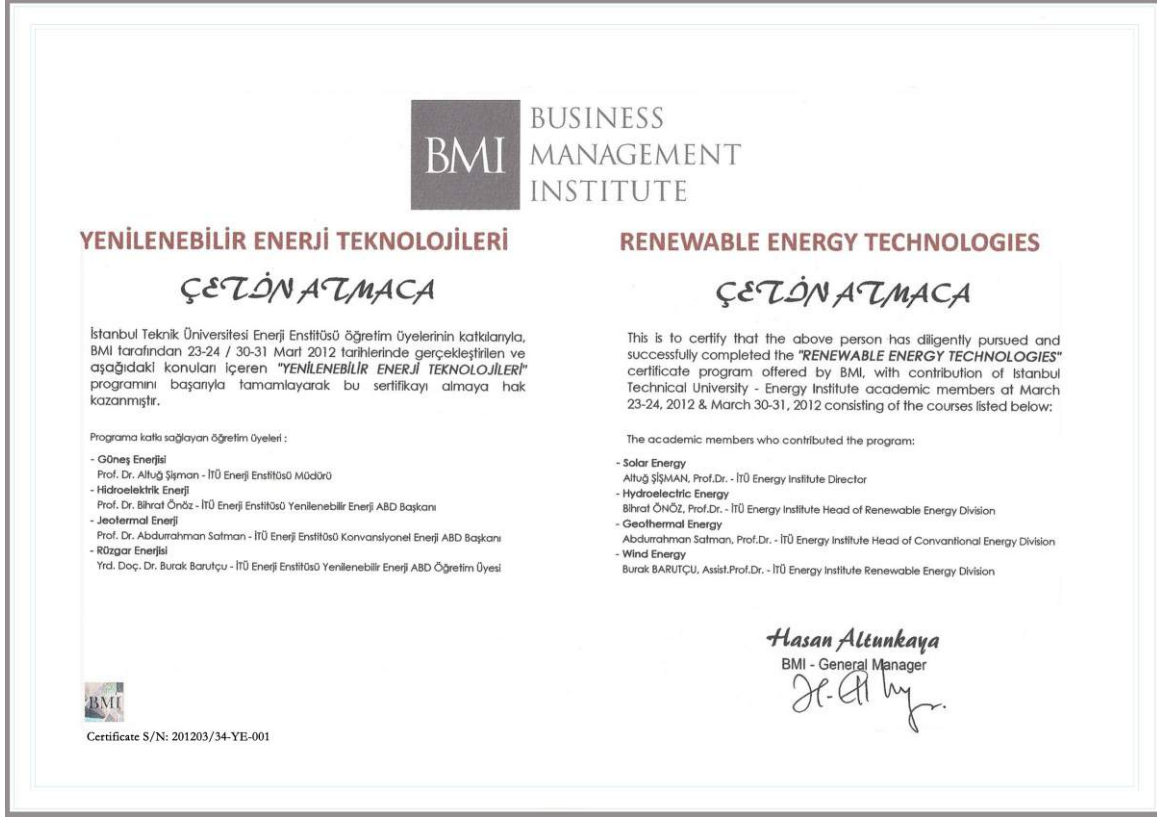 BMI
BUSINESS
MANAGEMENT
INSTITUTE
YENİLENEBİLİR ENERJİ TEKNOLOJİLERİ
ÇETİN ATMACA
İstanbul Teknik Üniversitesi Enerji Enstitüsü öğretim üyelerinin katkılarıyla,
BMI tarafından 23-24 / 30-31 Mart 2012 tarihlerinde gerçekleştirilen ve
aşağıdaki konuları içeren "YENİLENEBİLİR ENERJİ TEKNOLOJİLERİ"
programını başarıyla tamamlayarak bu sertifikayı almaya hak
kazanmıştır.
Programa katkı sağlayan öğretim üyeleri :
- Güneş Enerjisi
Prof. Dr. Altuğ Şişman - İTÜ Enerji Enstitüsü Müdürü
- Hidroelektrik Enerji
Prof. Dr. Bihrat Önöz - İTÜ Enerji Enstitüsü Yenilenebilir Enerji ABD Başkanı
- Jeotermal Enerji
Prof. Dr. Abdurrahman Satman - İTÜ Enerji Enstitüsü Konvansiyonel Enerji ABD Başkanı
- Rüzgar Enerjisi
Yrd. Doç. Dr. Burak Barutçu - İTÜ Enerji Enstitüsü Yenilenebilir Enerji ABD Öğretim Üyesi
RENEWABLE ENERGY TECHNOLOGIES
ÇETİN ATMACA
This is to certify that the above person has diligently pursued and
successfully completed the "RENEWABLE ENERGY TECHNOLOGIES"
certificate program offered by BMI, with contribution of Istanbul
Technical University - Energy Institute academic members at March
23-24, 2012 & March 30-31, 2012 consisting of the courses listed below:
The academic members who contributed the program:
- Solar Energy
Altuğ ŞİŞMAN, Prof.Dr. - İTÜ Energy Institute Director
- Hydroelectric Energy
Bihrat ÖNÖZ, Prof.Dr. - İTÜ Energy Institute Head of Renewable Energy Division
- Geothermal Energy
Abdurrahman Satman, Prof.Dr. - İTÜ Energy Institute Head of Convantional Energy Division
- Wind Energy
Burak BARUTÇU, Assist.Prof.Dr. - İTÜ Energy Institute Renewable Energy Division
Hasan Altunkaya
BMI - General Manager
BMI
Certificate S/N: 201203/34-YE-001